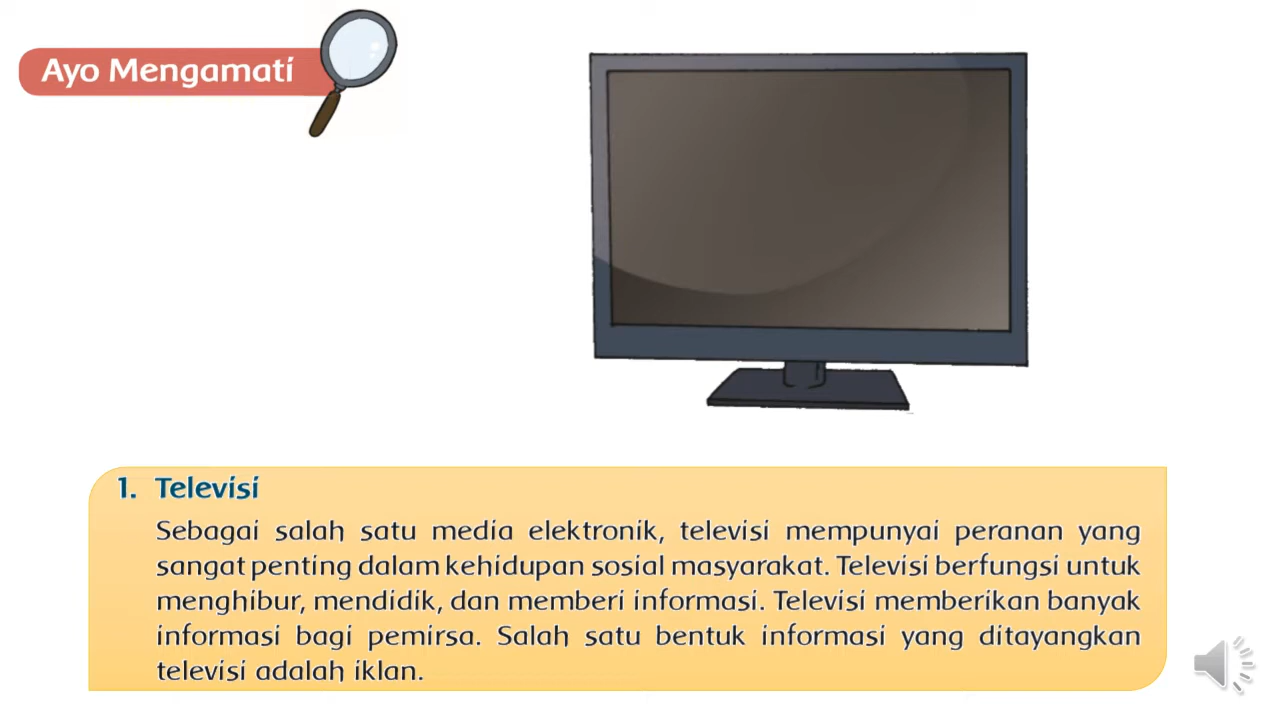 Ayo Mengamati
1. Televisi
Sebagai salah satu media elektronik, televisi mempunyai peranan yang
sangat penting dalam kehidupan sosial masyarakat. Televisi berfungsi untuk
menghibur, mendidik, dan memberi informasi. Televisi memberikan banyak
informasi bagi pemirsa. Salah satu bentuk informasi yang ditayangkan
televisi adalah iklan.